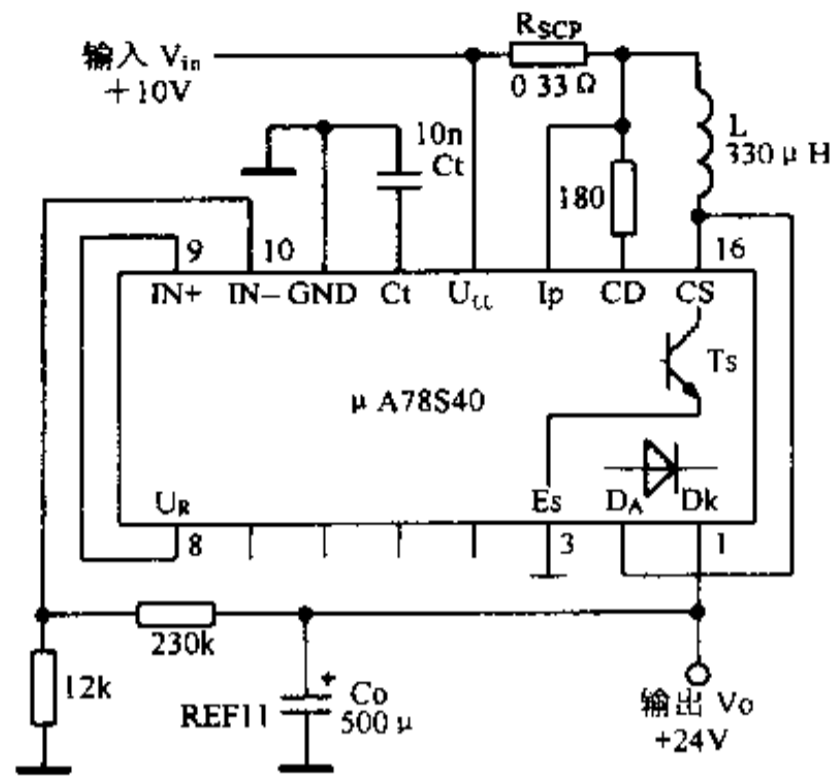 输入 Vin
+10V
RSCP
0 33 Ω
10n
Ct
L
330 μ H
180
9
10
16
IN+
IN−
GND
Ct
Ucc
Ip
CD
CS
Ts
μ A78S40
UR
Es
DA
Dk
8
3
1
230k
12k
REF11
+
Co
500 μ
输出 Vo
+24V